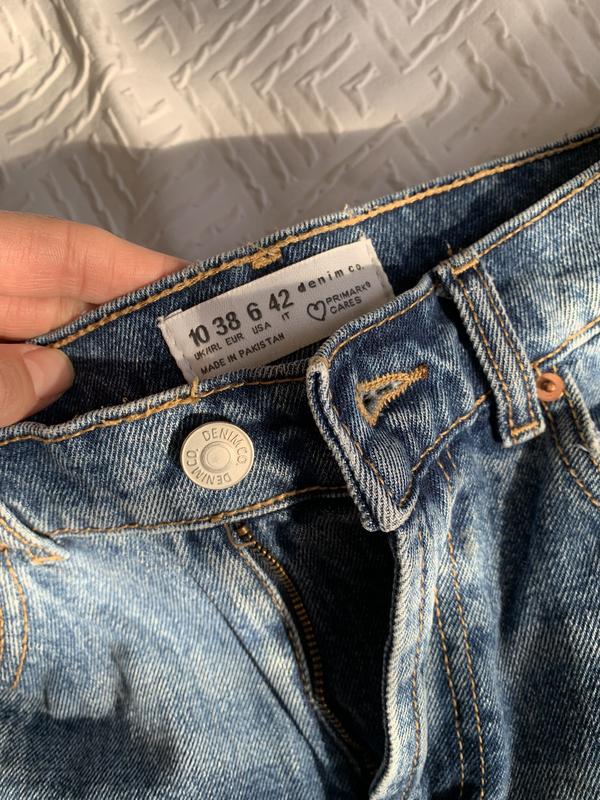 10 38 6 42 denim co.
UK/IRL EUR USA IT
PRIMARK®
CARES
MADE IN PAKISTAN
DENIM CO.
DENIM CO.